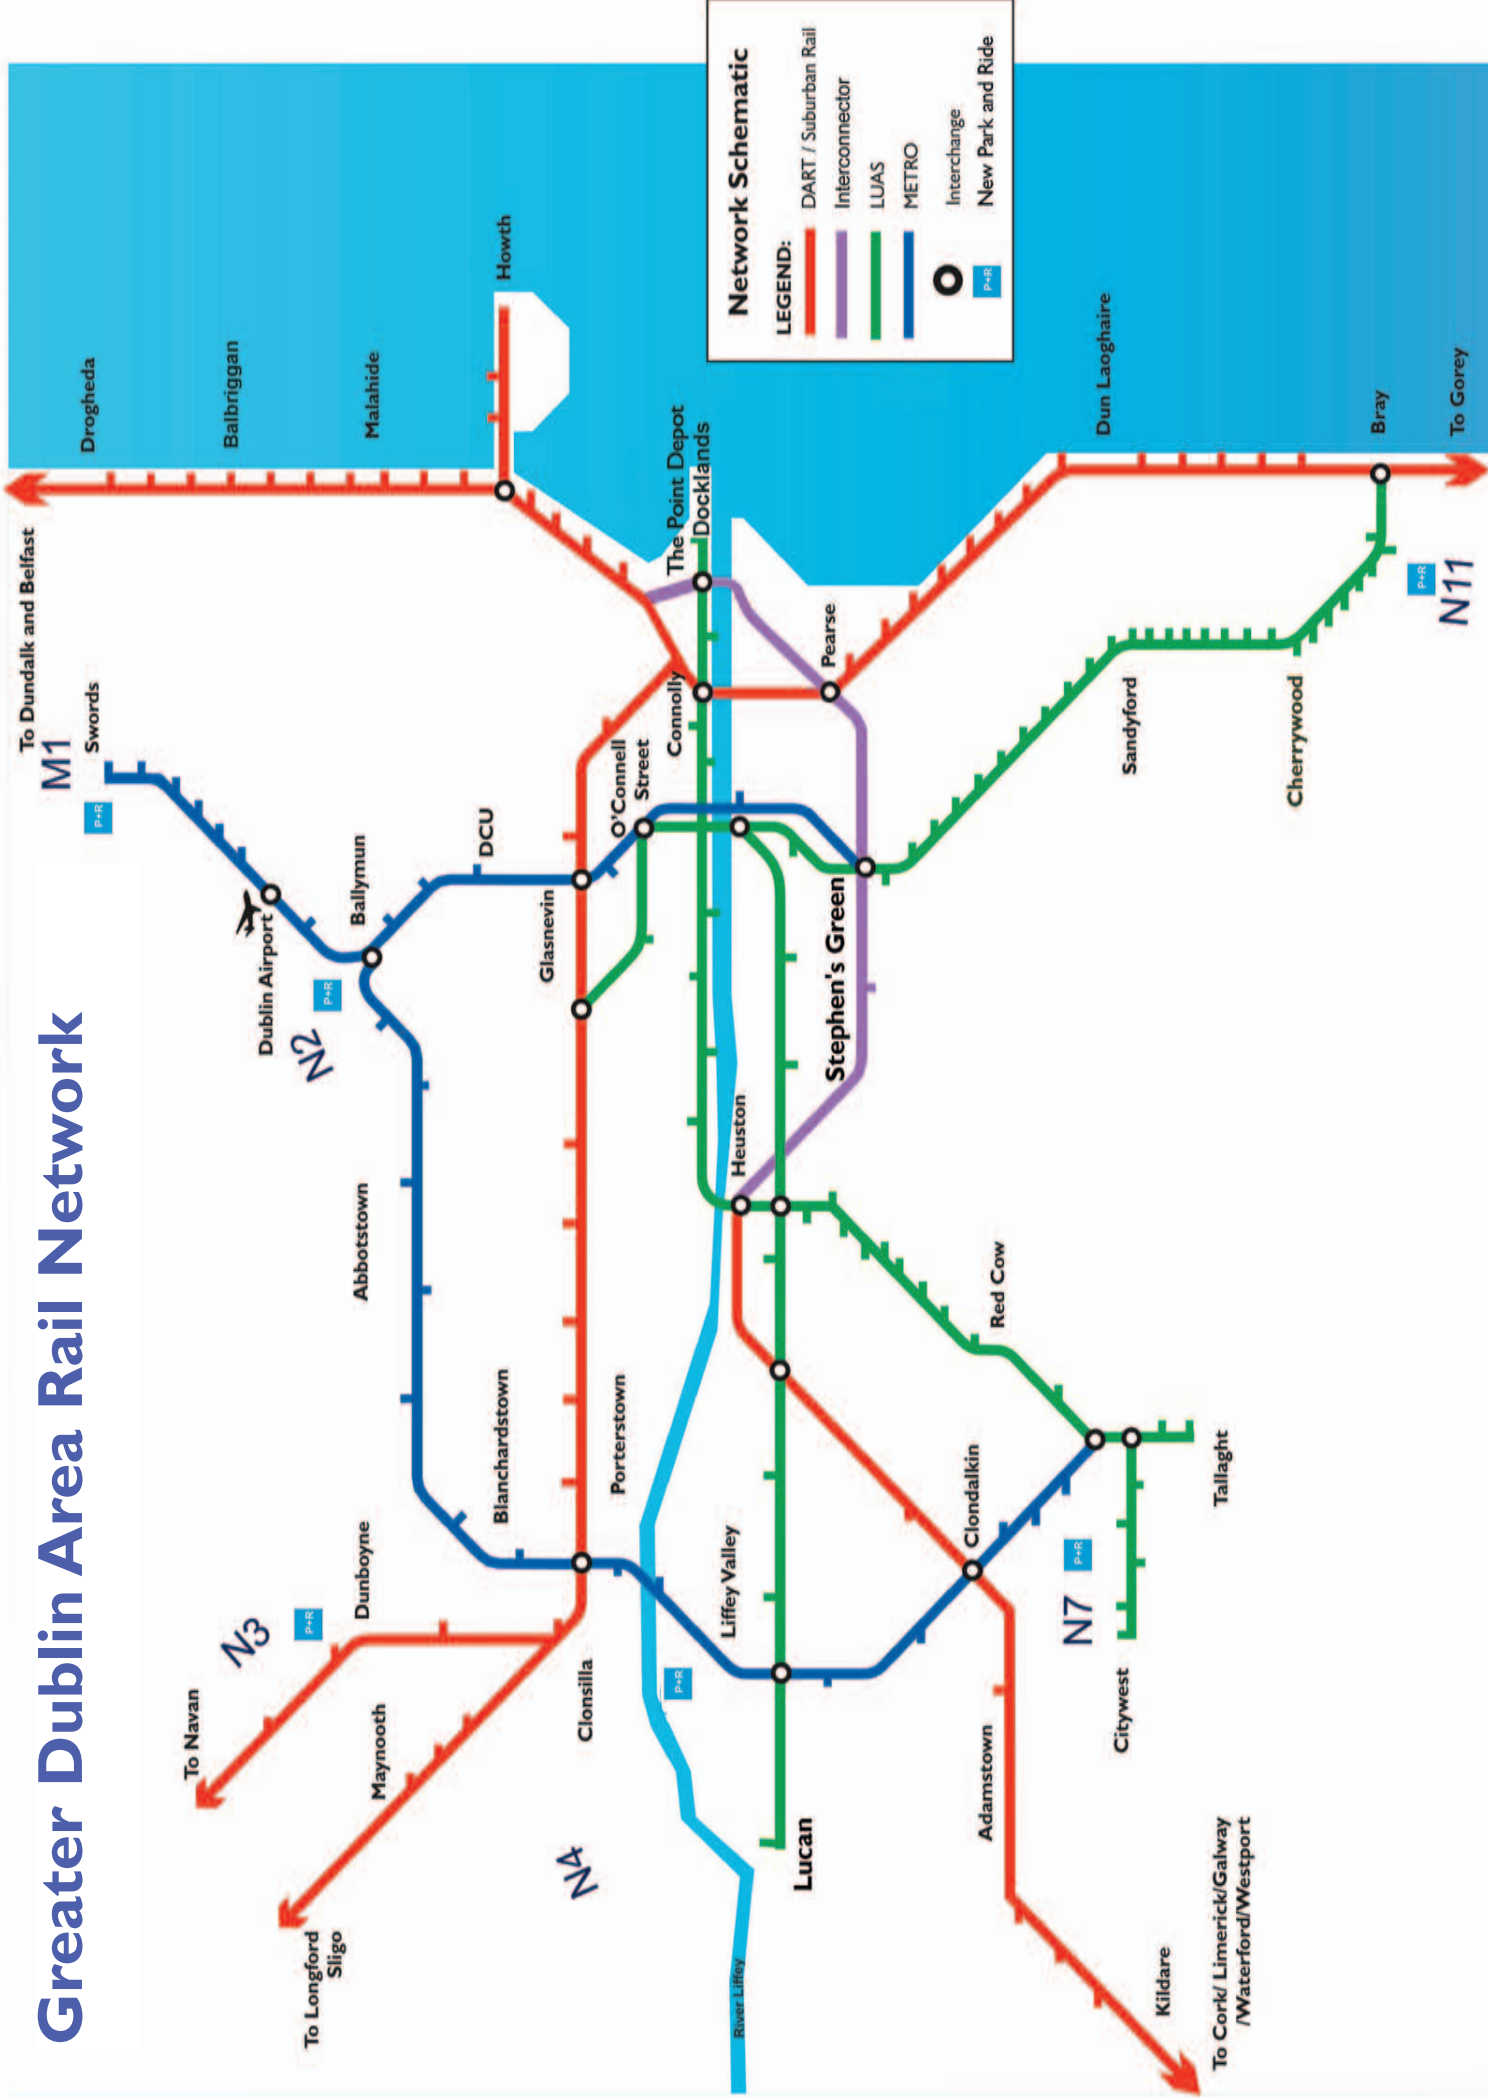 Greater Dublin Area Rail Network
To Dundalk and Belfast
M1
Swords
P+R
Drogheda
Balbriggan
Malahide
Howth
Dublin Airport
N2
P+R
Ballymun
DCU
Glasnevin
O'Connell
Street
Connolly
The Point Depot
Docklands
Pearse
Stephen's Green
Heuston
Abbotstown
Blanchardstown
Porterstown
N3
P+R
Dunboyne
To Navan
Maynooth
To Longford
Sligo
Clonsilla
N4
P+R
Liffey Valley
Lucan
River Liffey
Clondalkin
Red Cow
N7
P+R
Tallaght
Citywest
Adamstown
Kildare
To Cork/ Limerick/Galway
/Waterford/Westport
Sandyford
Cherrywood
Dun Laoghaire
Bray
To Gorey
P+R
N11
Network Schematic
LEGEND:
DART / Suburban Rail
Interconnector
LUAS
METRO
Interchange
P+R
New Park and Ride